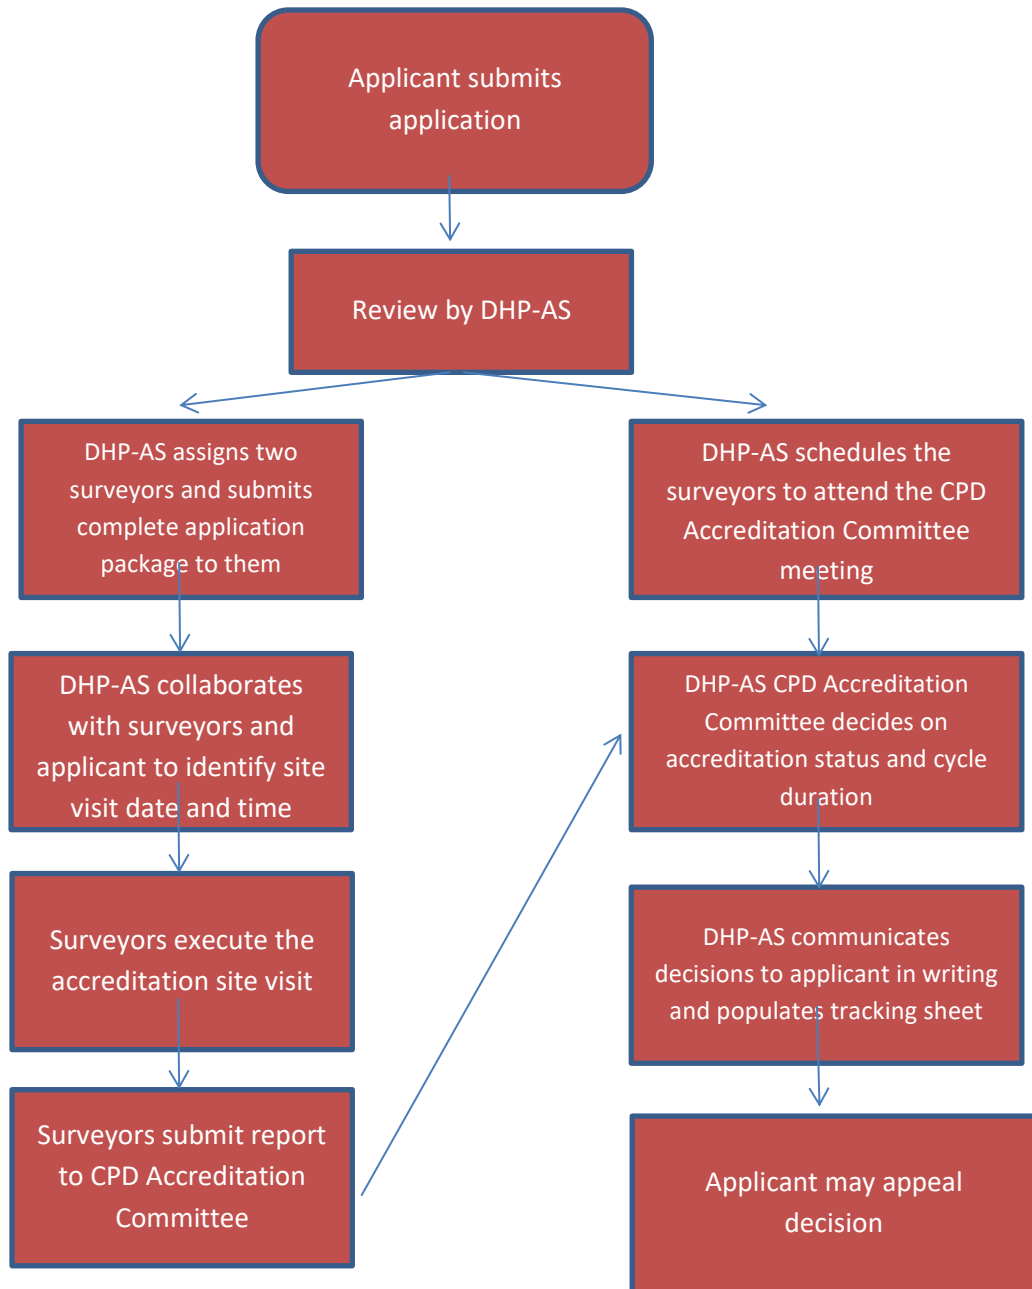 Applicant submits
application
Review by DHP-AS
DHP-AS assigns two
surveyors and submits
complete application
package to them
DHP-AS collaborates
with surveyors and
applicant to identify site
visit date and time
Surveyors execute the
accreditation site visit
Surveyors submit report
to CPD Accreditation
Committee
DHP-AS schedules the
surveyors to attend the CPD
Accreditation Committee
meeting
DHP-AS CPD Accreditation
Committee decides on
accreditation status and cycle
duration
DHP-AS communicates
decisions to applicant in writing
and populates tracking sheet
Applicant may appeal
decision